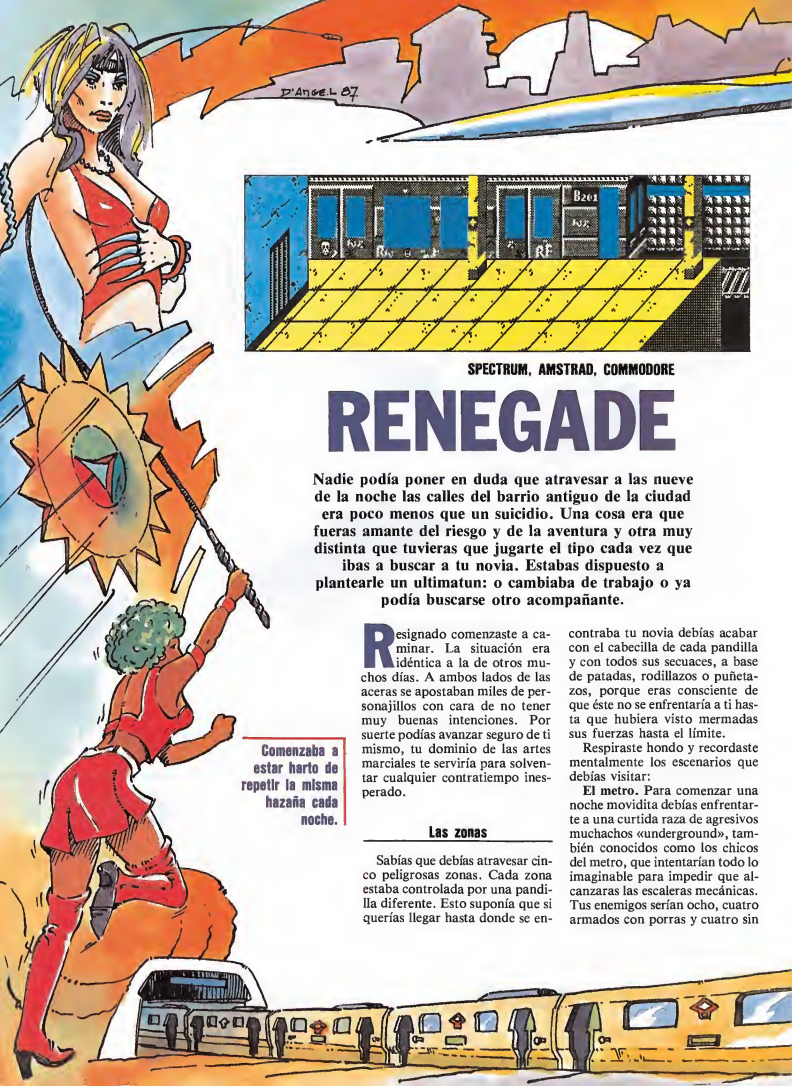 D'ANGE.L 87
B201
RF
SPECTRUM, AMSTRAD, COMMODORE
RENEGADE
Nadie podía poner en duda que atravesar a las nueve
de la noche las calles del barrio antiguo de la ciudad
era poco menos que un suicidio. Una cosa era que
fueras amante del riesgo y de la aventura y otra muy
distinta que tuvieras que jugarte el tipo cada vez que
ibas a buscar a tu novia. Estabas dispuesto a
plantearle un ultimatun: o cambiaba de trabajo o ya
podía buscarse otro acompañante.
Resignado comenzaste a ca-
minar. La situación era
idéntica a la de otros mu-
chos días. A ambos lados de las
aceras se apostaban miles de per-
sonajillos con cara de no tener
muy buenas intenciones. Por
suerte podías avanzar seguro de ti
mismo, tu dominio de las artes
marciales te serviría para solven-
tar cualquier contratiempo ines-
perado.
Comenzaba a
estar harto de
repetir la misma
hazaña cada
noche.
Las zonas
Sabías que debías atravesar cin-
co peligrosas zonas. Cada zona
estaba controlada por una pandi-
lla diferente. Esto suponía que si
querías llegar hasta donde se en-
contraba tu novia debías acabar
con el cabecilla de cada pandilla
y con todos sus secuaces, a base
de patadas, rodillazos o puñeta-
zos, porque eras consciente de
que éste no se enfrentaría a ti has-
ta que hubiera visto mermadas
sus fuerzas hasta el límite.
Respiraste hondo y recordaste
mentalmente los escenarios que
debías visitar:
El metro. Para comenzar una
noche movidita debías enfrentar-
te a una curtida raza de agresivos
muchachos «underground», tam-
bién conocidos como los chicos
del metro, que intentarían todo lo
imaginable para impedir que al-
canzaras las escaleras mecánicas.
Tus enemigos serían ocho, cuatro
armados con porras y cuatro sin